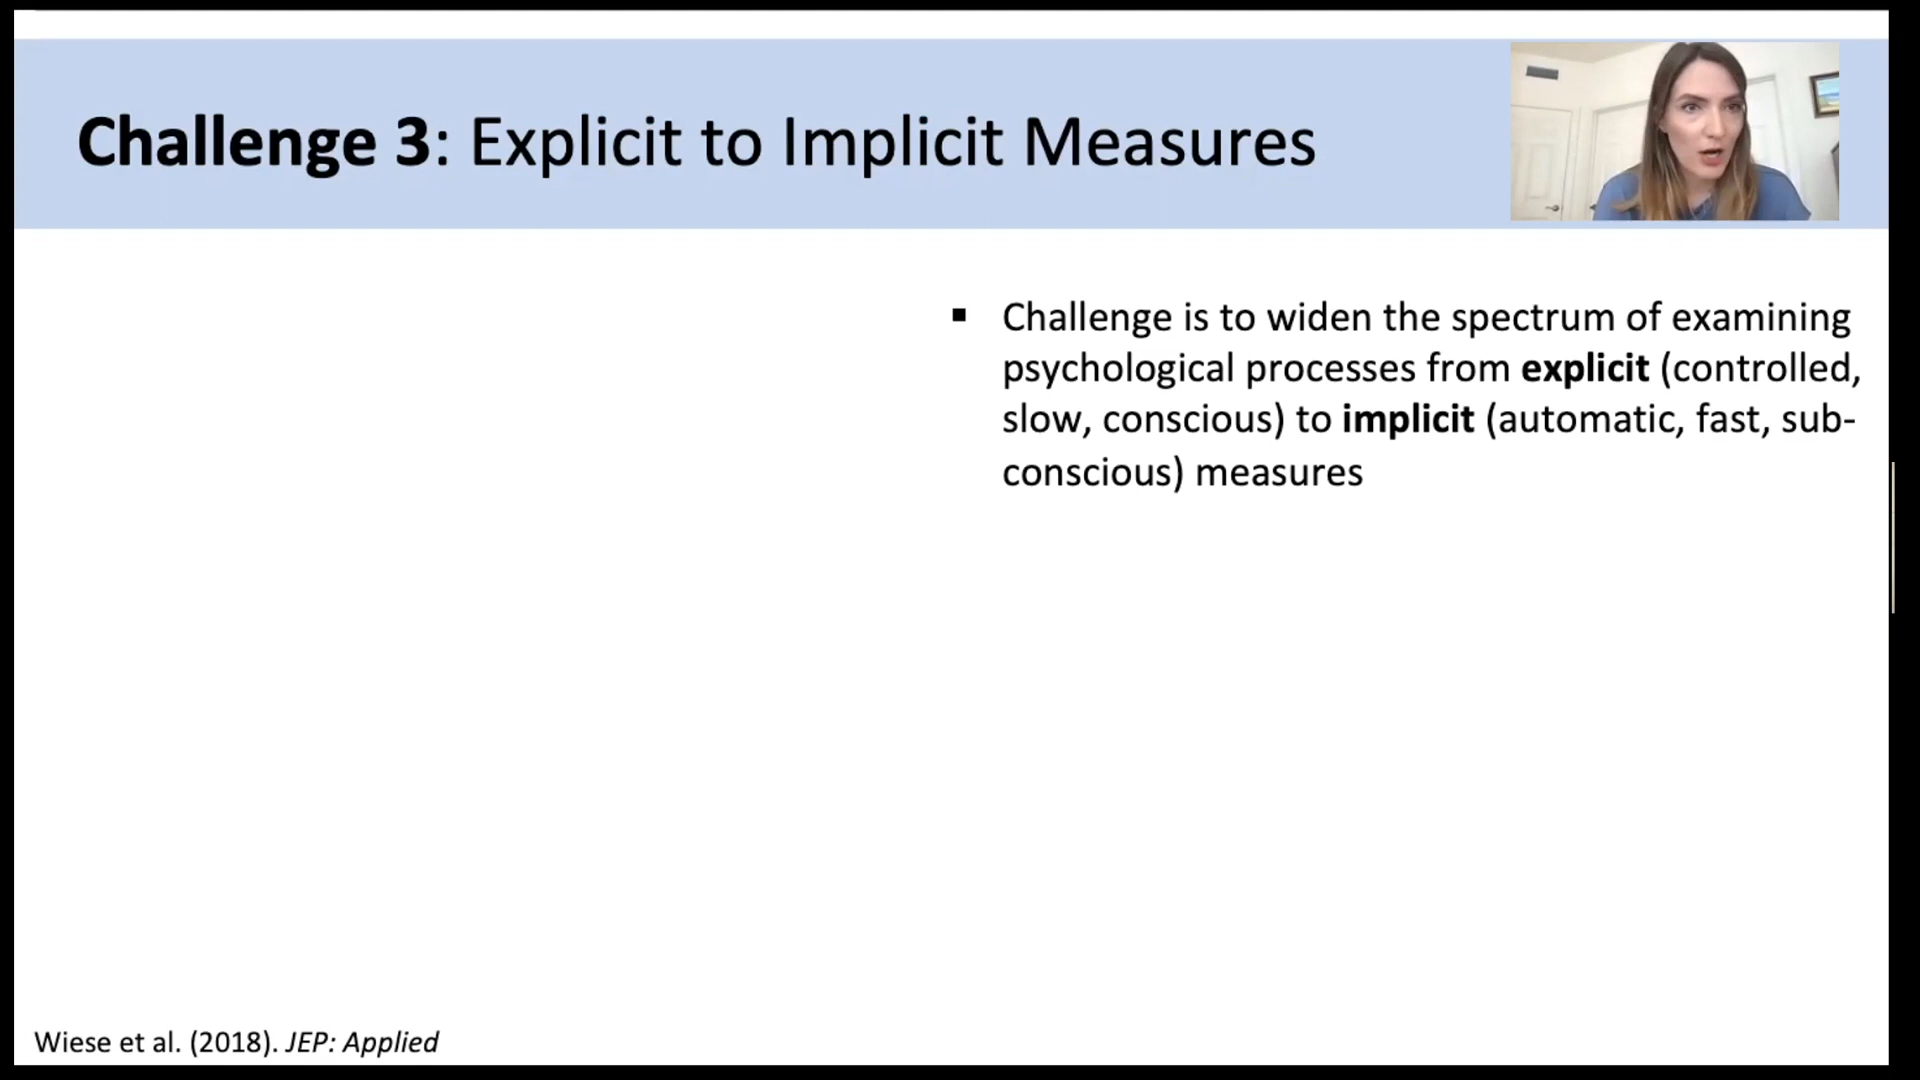 Challenge 3: Explicit to Implicit Measures
▪ Challenge is to widen the spectrum of examining
psychological processes from explicit (controlled,
slow, conscious) to implicit (automatic, fast, sub-
conscious) measures
Wiese et al. (2018). JEP: Applied